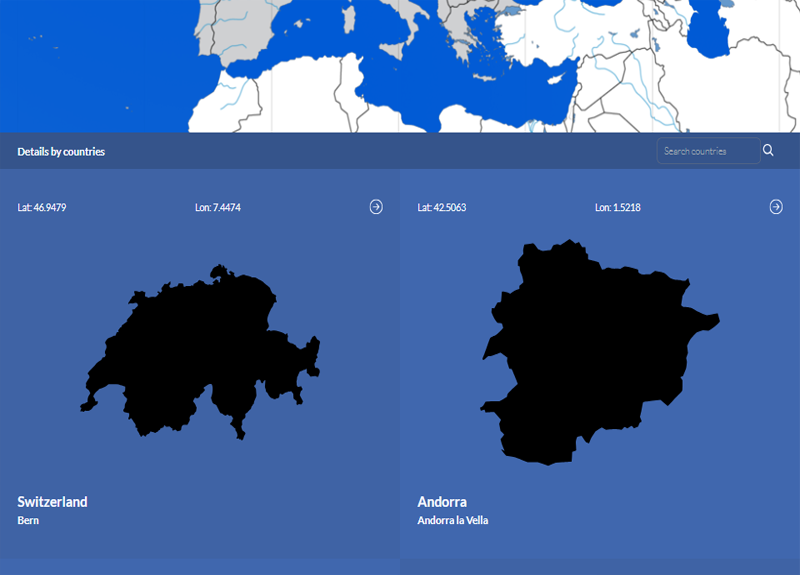 Details by countries
Search countries
Lat: 46.9479
Lon: 7.4474
Lat: 42.5063
Lon: 1.5218
Switzerland
Bern
Andorra
Andorra la Vella